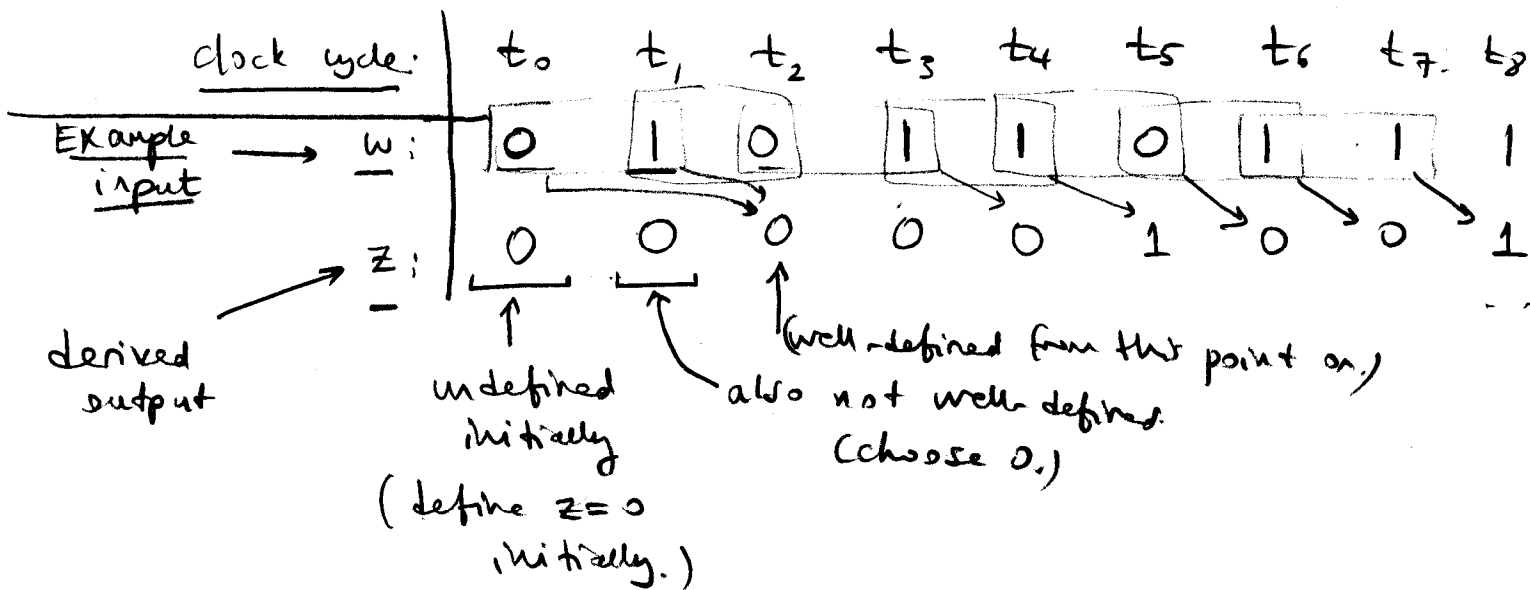 clock cycle: t0 t1 t2 t3 t4 t5 t6 t7. t8
Example input → w: 0 1 0 1 1 0 1 1 1
z: 0 0 0 0 0 1 0 0 1
derived
output
(well-defined from this point on.)
undefined
initially
(define z=0
initially.)
also not well-defined.
(choose 0.)
...